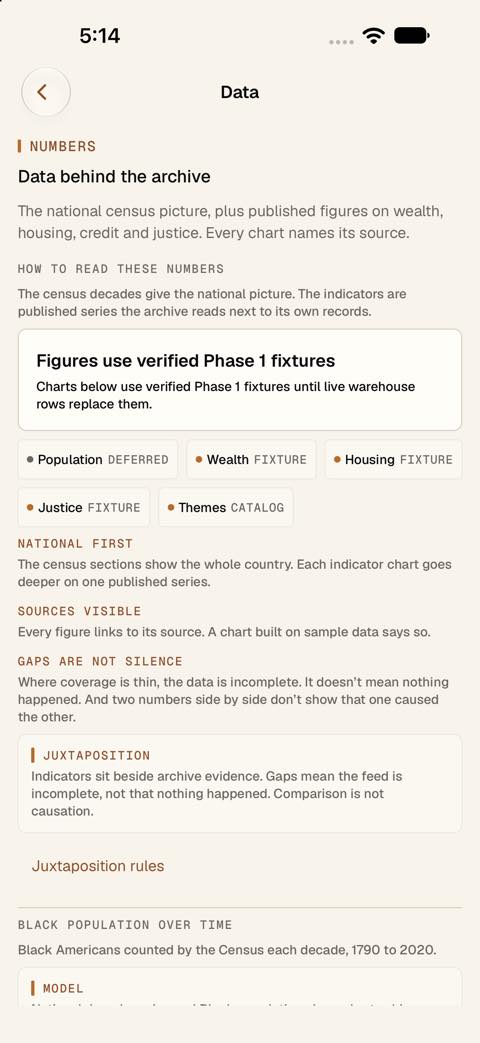 5:14
Data
NUMBERS
Data behind the archive
The national census picture, plus published figures on wealth,
housing, credit and justice. Every chart names its source.
HOW TO READ THESE NUMBERS
The census decades give the national picture. The indicators are
published series the archive reads next to its own records.
Figures use verified Phase 1 fixtures
Charts below use verified Phase 1 fixtures until live warehouse
rows replace them.
Population DEFERRED
Wealth FIXTURE
Housing FIXTURE
Justice FIXTURE
Themes CATALOG
NATIONAL FIRST
The census sections show the whole country. Each indicator chart goes
deeper on one published series.
SOURCES VISIBLE
Every figure links to its source. A chart built on sample data says so.
GAPS ARE NOT SILENCE
Where coverage is thin, the data is incomplete. It doesn’t mean nothing
happened. And two numbers side by side don’t show that one caused
the other.
JUXTAPOSITION
Indicators sit beside archive evidence. Gaps mean the feed is
incomplete, not that nothing happened. Comparison is not
causation.
Juxtaposition rules
BLACK POPULATION OVER TIME
Black Americans counted by the Census each decade, 1790 to 2020.
MODEL